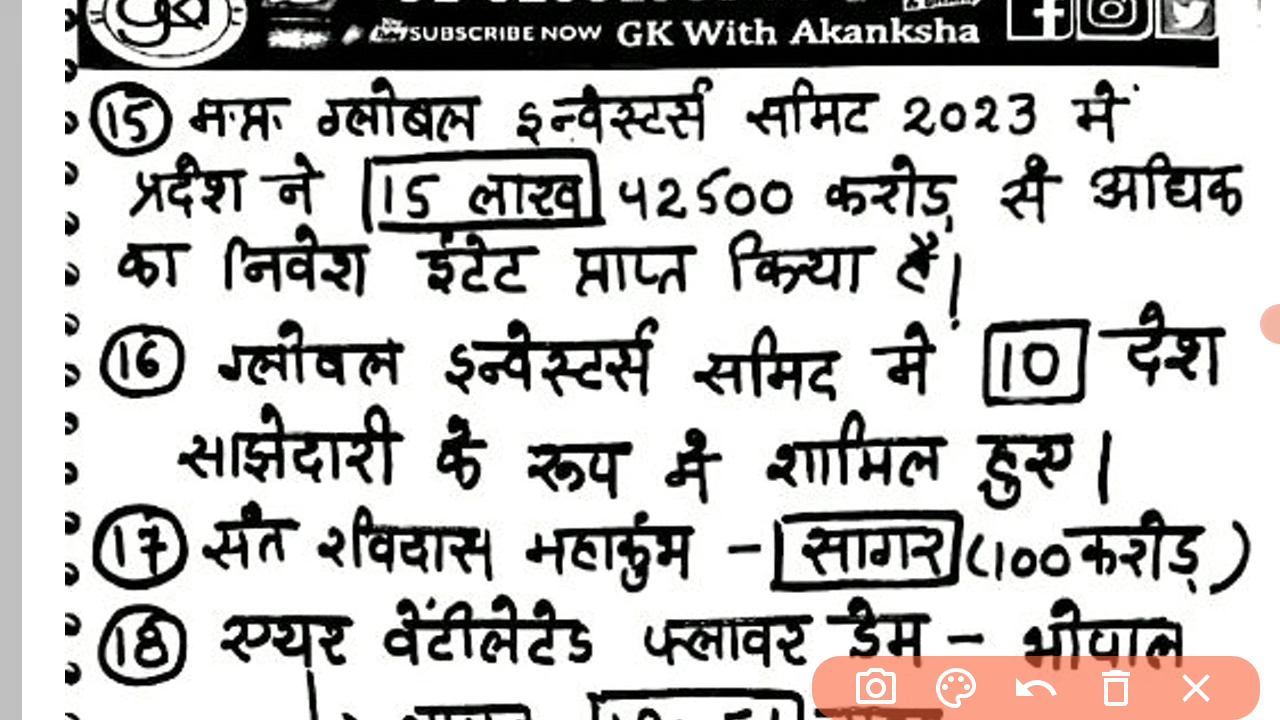 SUBSCRIBE NOW GK With Akanksha
15 म.प्र. ग्लोबल इन्वेस्टर्स समिट 2023 में
प्रदेश ने 15 लाख 42500 करोड़ से अधिक
का निवेश इंटेट प्राप्त किया है।
16 ग्लोबल इन्वेस्टर्स समिट में 10 देश
साझेदारी के रूप में शामिल हुए।
17 संत रविदास महाकुंभ - सागर (100 करोड़)
18 एयर वेंटीलेटेड फ्लावर डेम - भोपाल